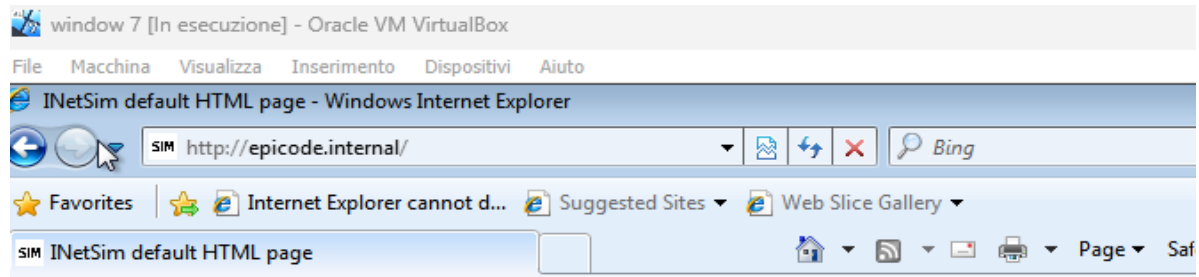 window 7 [In esecuzione] - Oracle VM VirtualBox
File Macchina Visualizza Inserimento Dispositivi Aiuto
INetSim default HTML page - Windows Internet Explorer
SIM http://epicode.internal/ Bing
Favorites Internet Explorer cannot d... Suggested Sites Web Slice Gallery
SIM INetSim default HTML page Page Saf